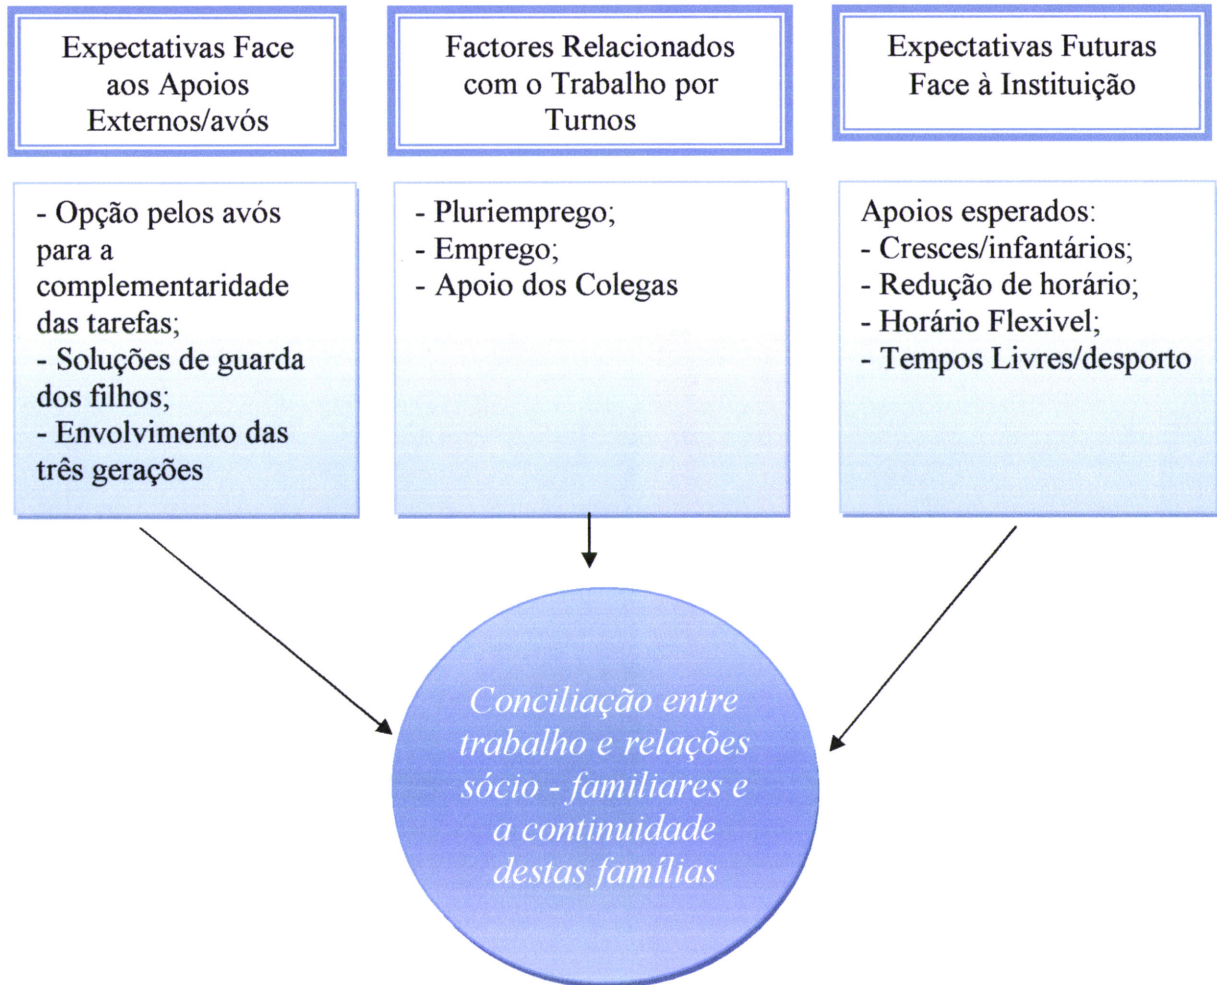 Expectativas Face
aos Apoios
Externos/avós
Factores Relacionados
com o Trabalho por
Turnos
Expectativas Futuras
Face à Instituição
- Opção pelos avós
para a
complementaridade
das tarefas;
- Soluções de guarda
dos filhos;
- Envolvimento das
três gerações
- Pluriemprego;
- Emprego;
- Apoio dos Colegas
Apoios esperados:
- Cresces/infantários;
- Redução de horário;
- Horário Flexivel;
- Tempos Livres/desporto
Conciliação entre
trabalho e relações
sócio - familiares e
a continuidade
destas famílias